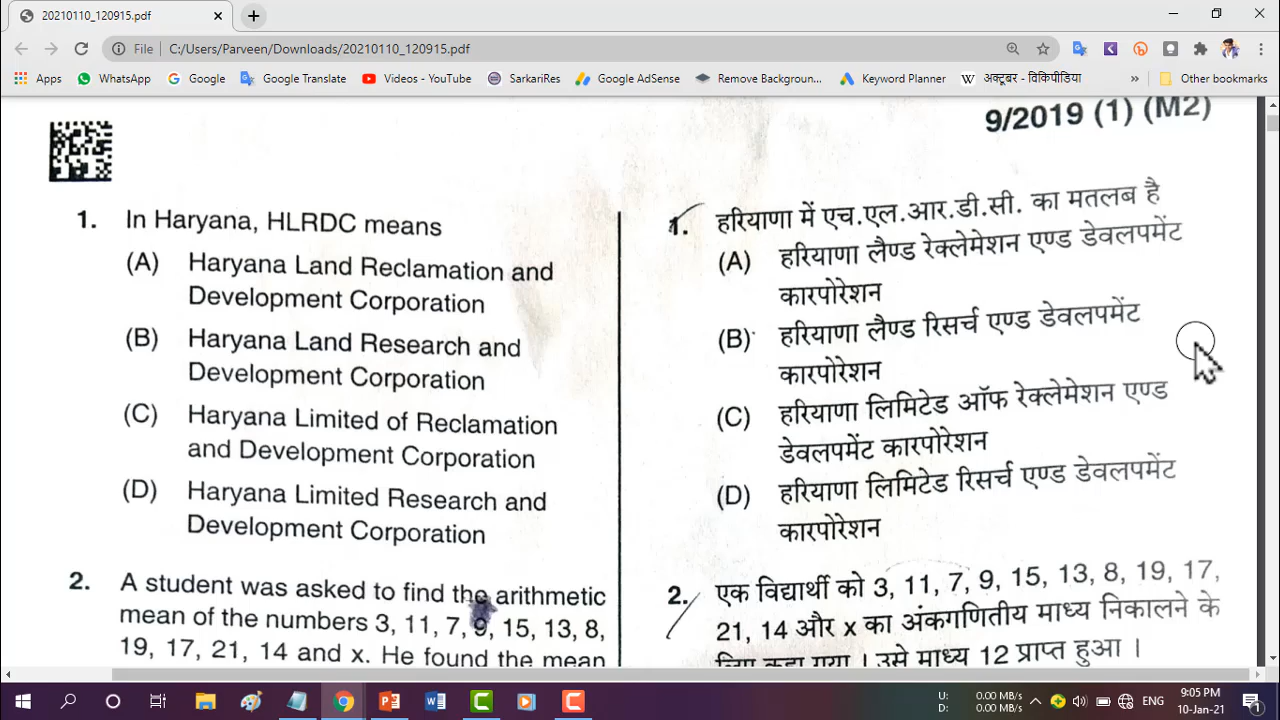 20210110_120915.pdf
File C:/Users/Parveen/Downloads/20210110_120915.pdf
Apps WhatsApp Google Google Translate Videos - YouTube SarkariRes Google AdSense Remove Backgroun... Keyword Planner अक्टूबर - विकिपीडिया » Other bookmarks
9/2019 (1) (M2)
1. In Haryana, HLRDC means
(A) Haryana Land Reclamation and
Development Corporation
(B) Haryana Land Research and
Development Corporation
(C) Haryana Limited of Reclamation
and Development Corporation
(D) Haryana Limited Research and
Development Corporation
2. A student was asked to find the arithmetic
mean of the numbers 3, 11, 7, 9, 15, 13, 8,
19, 17, 21, 14 and x. He found the mean
1. हरियाणा में एच.एल.आर.डी.सी. का मतलब है
(A) हरियाणा लैण्ड रेक्लेमेशन एण्ड डेवलपमेंट
कारपोरेशन
(B) हरियाणा लैण्ड रिसर्च एण्ड डेवलपमेंट
कारपोरेशन
(C) हरियाणा लिमिटेड ऑफ रेक्लेमेशन एण्ड
डेवलपमेंट कारपोरेशन
(D) हरियाणा लिमिटेड रिसर्च एण्ड डेवलपमेंट
कारपोरेशन
2. एक विद्यार्थी को 3, 11, 7, 9, 15, 13, 8, 19, 17,
21, 14 और x का अंकगणितीय माध्य निकालने के
लिए कहा गया । उसे माध्य 12 प्राप्त हुआ ।
U: 0.00 MB/s
D: 0.00 MB/s
ENG
9:05 PM
10-Jan-21